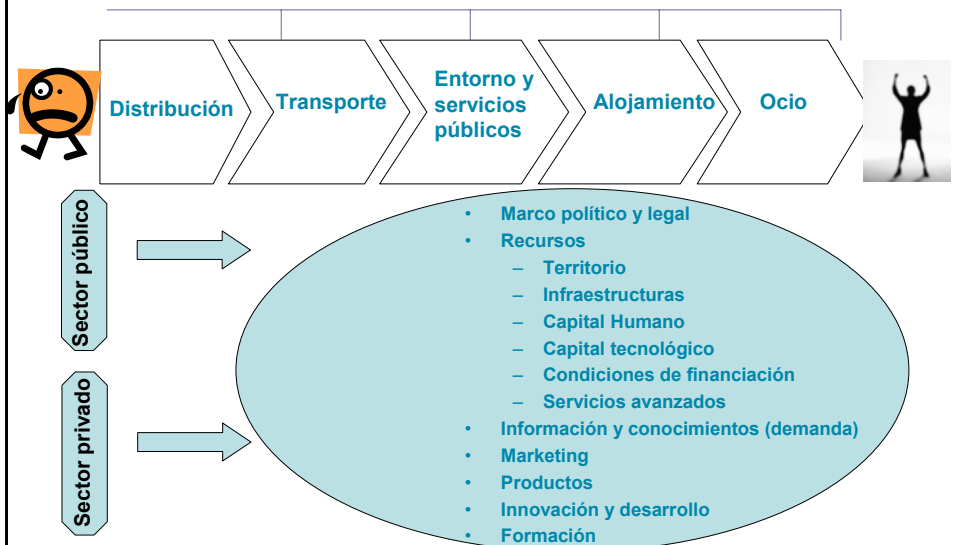 Distribución
Transporte
Entorno y
servicios
públicos
Alojamiento
Ocio
Sector público
Sector privado
• Marco político y legal
• Recursos
– Territorio
– Infraestructuras
– Capital Humano
– Capital tecnológico
– Condiciones de financiación
– Servicios avanzados
• Información y conocimientos (demanda)
• Marketing
• Productos
• Innovación y desarrollo
• Formación